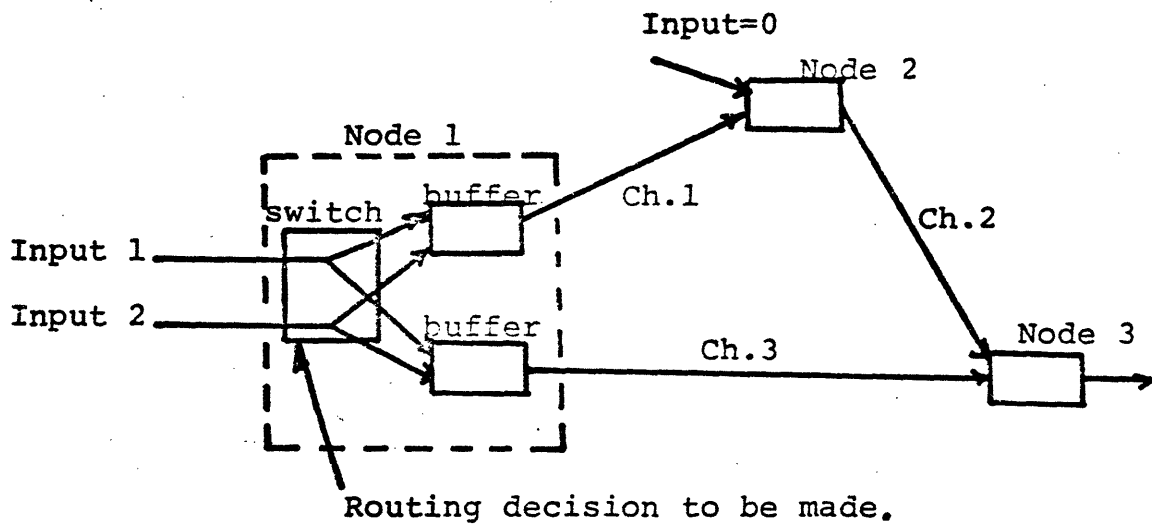 Input=0
Node 2
Node 1
buffer
switch
Ch.1
Ch.2
Input 1
Input 2
buffer
Ch.3
Node 3
Routing decision to be made.